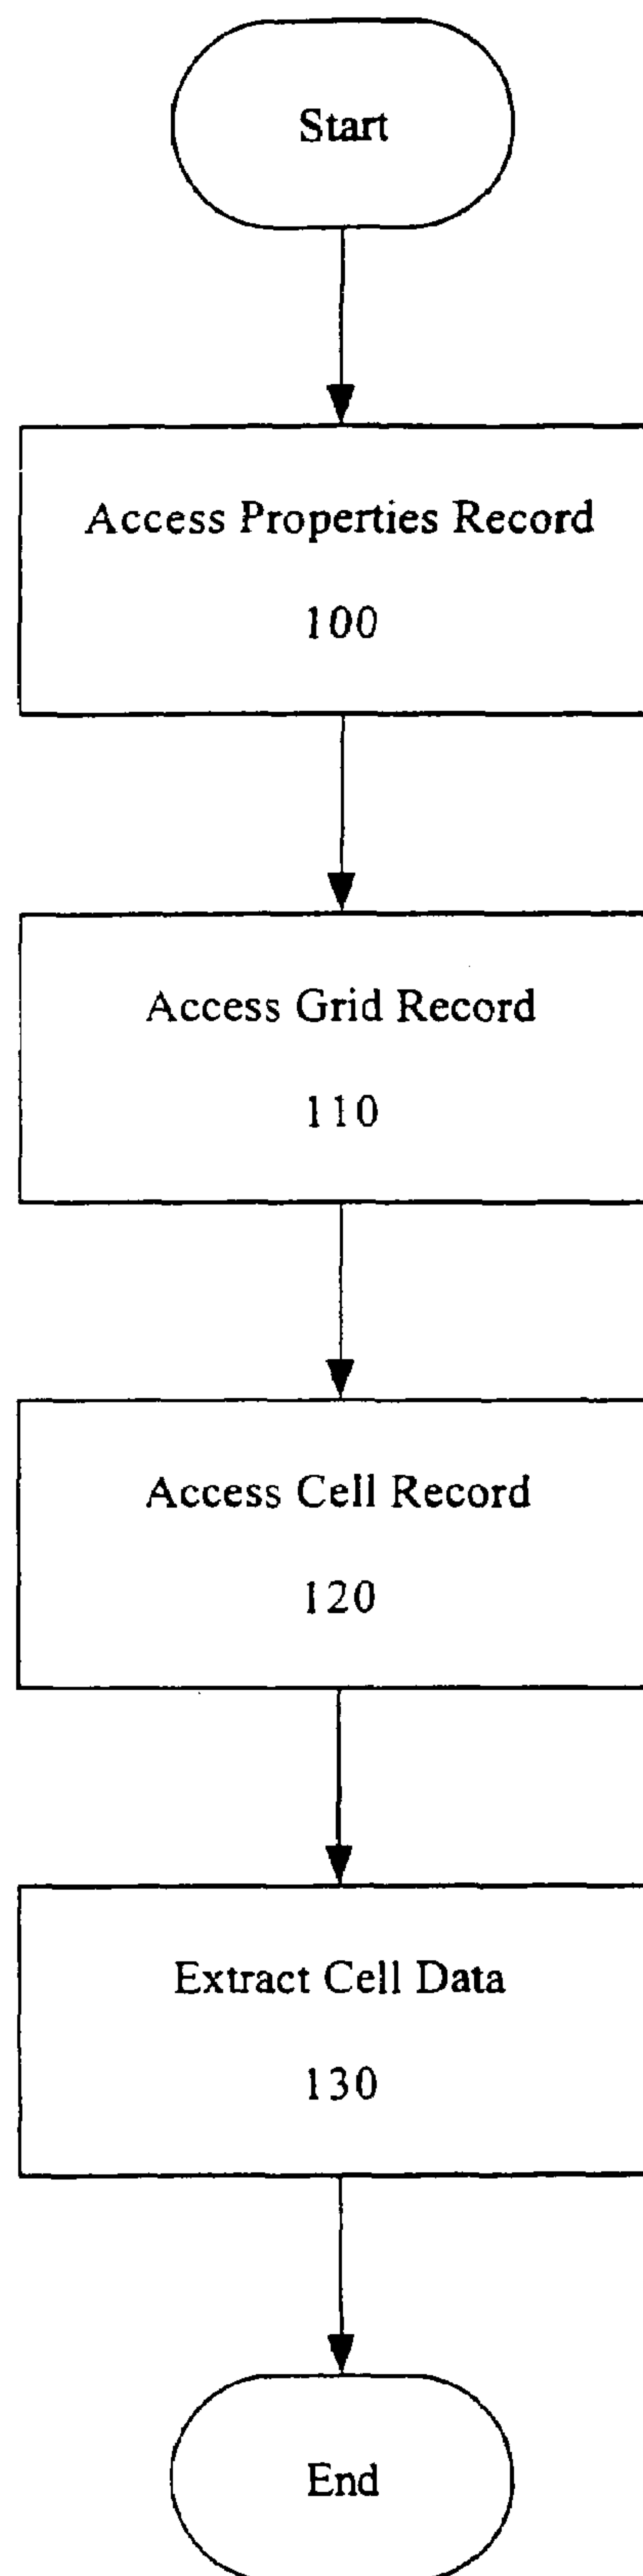 Start
Access Properties Record
100
Access Grid Record
110
Access Cell Record
120
Extract Cell Data
130
End